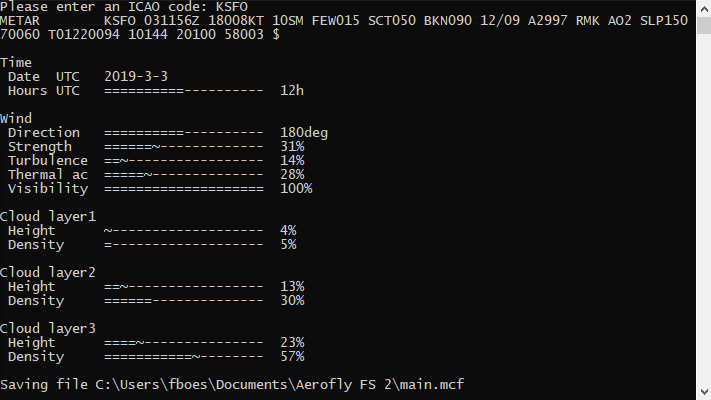 Please enter an ICAO code: KSFO
METAR        KSFO 031156Z 18008KT 10SM FEW015 SCT050 BKN090 12/09 A2997 RMK AO2 SLP150
70060 T01220094 10144 20100 58003 $
Time
 Date  UTC   2019-3-3
 Hours UTC   ==========----------  12h
Wind
 Direction   ==========----------  180deg
 Strength    ======~-------------  31%
 Turbulence  ==~-----------------  14%
 Thermal ac  =====~--------------  28%
 Visibility  ====================  100%
Cloud layer1
 Height      ~-------------------  4%
 Density     =-------------------  5%
Cloud layer2
 Height      ==~-----------------  13%
 Density     ======--------------  30%
Cloud layer3
 Height      ====~---------------  23%
 Density     ===========~--------  57%
Saving file C:\Users\fboes\Documents\Aerofly FS 2\main.mcf